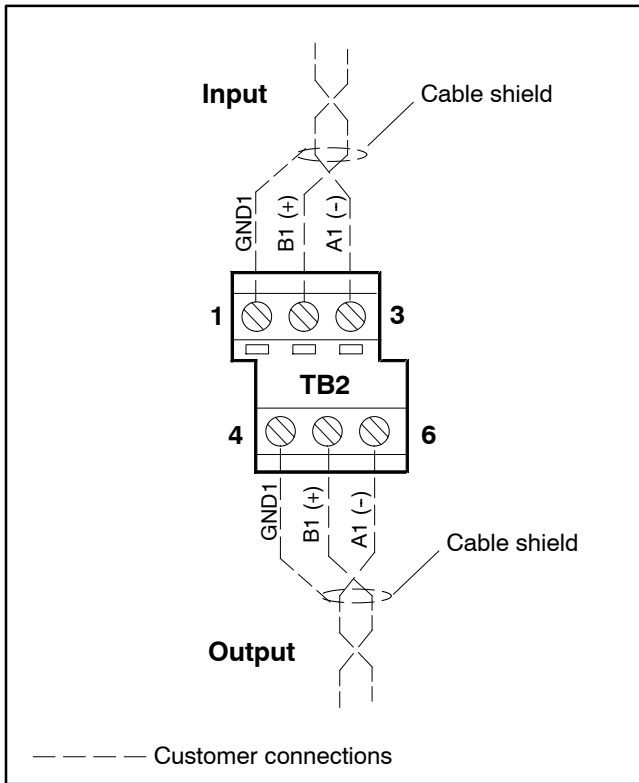 Input
Cable shield
GND1
B1 (+)
A1 (-)
1
3
TB2
4
6
GND1
B1 (+)
A1 (-)
Cable shield
Output
Customer connections